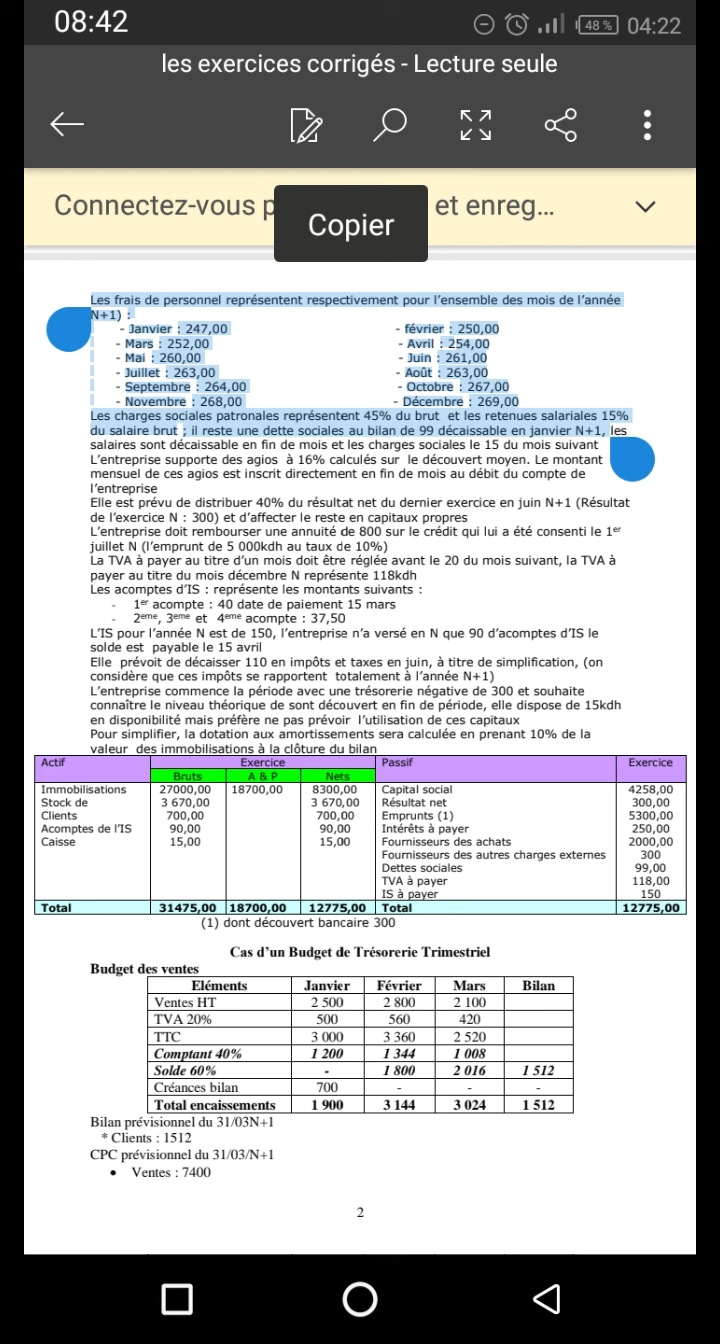 08:42
48 % 04:22
les exercices corrigés - Lecture seule
Connectez-vous p
Copier
et enreg...
Les frais de personnel représentent respectivement pour l'ensemble des mois de l'année
N+1) :
- Janvier : 247,00 - février : 250,00
- Mars : 252,00 - Avril : 254,00
- Mai : 260,00 - Juin : 261,00
- Juillet : 263,00 - Août : 263,00
- Septembre : 264,00 - Octobre : 267,00
- Novembre : 268,00 - Décembre : 269,00
Les charges sociales patronales représentent 45% du brut et les retenues salariales 15%
du salaire brut ; il reste une dette sociales au bilan de 99 décaissable en janvier N+1, les
salaires sont décaissable en fin de mois et les charges sociales le 15 du mois suivant
L'entreprise supporte des agios à 16% calculés sur le découvert moyen. Le montant
mensuel de ces agios est inscrit directement en fin de mois au débit du compte de
l'entreprise
Elle est prévu de distribuer 40% du résultat net du dernier exercice en juin N+1 (Résultat
de l'exercice N : 300) et d'affecter le reste en capitaux propres
L'entreprise doit rembourser une annuité de 800 sur le crédit qui lui a été consenti le 1er
juillet N (l'emprunt de 5 000kdh au taux de 10%)
La TVA à payer au titre d'un mois doit être réglée avant le 20 du mois suivant, la TVA à
payer au titre du mois décembre N représente 118kdh
Les acomptes d'IS : représente les montants suivants :
- 1er acompte : 40 date de paiement 15 mars
- 2eme, 3eme et 4eme acompte : 37,50
L'IS pour l'année N est de 150, l'entreprise n'a versé en N que 90 d'acomptes d'IS le
solde est payable le 15 avril
Elle prévoit de décaisser 110 en impôts et taxes en juin, à titre de simplification, (on
considère que ces impôts se rapportent totalement à l'année N+1)
L'entreprise commence la période avec une trésorerie négative de 300 et souhaite
connaître le niveau théorique de sont découvert en fin de période, elle dispose de 15kdh
en disponibilité mais préfère ne pas prévoir l'utilisation de ces capitaux
Pour simplifier, la dotation aux amortissements sera calculée en prenant 10% de la
valeur des immobilisations à la clôture du bilan
Actif Exercice Passif Exercice
Bruts A & P Nets
Immobilisations 27000,00 18700,00 8300,00 Capital social 4258,00
Stock de 3 670,00 3 670,00 Résultat net 300,00
Clients 700,00 700,00 Emprunts (1) 5300,00
Acomptes de l'IS 90,00 90,00 Intérêts à payer 250,00
Caisse 15,00 15,00 Fournisseurs des achats 2000,00
Fournisseurs des autres charges externes 300
Dettes sociales 99,00
TVA à payer 118,00
IS à payer 150
Total 31475,00 18700,00 12775,00 Total 12775,00
(1) dont découvert bancaire 300
Cas d'un Budget de Trésorerie Trimestriel
Budget des ventes
Eléments Janvier Février Mars Bilan
Ventes HT 2 500 2 800 2 100
TVA 20% 500 560 420
TTC 3 000 3 360 2 520
Comptant 40% 1 200 1 344 1 008
Solde 60% - 1 800 2 016 1 512
Créances bilan 700 - - -
Total encaissements 1 900 3 144 3 024 1 512
Bilan prévisionnel du 31/03N+1
* Clients : 1512
CPC prévisionnel du 31/03/N+1
• Ventes : 7400
2